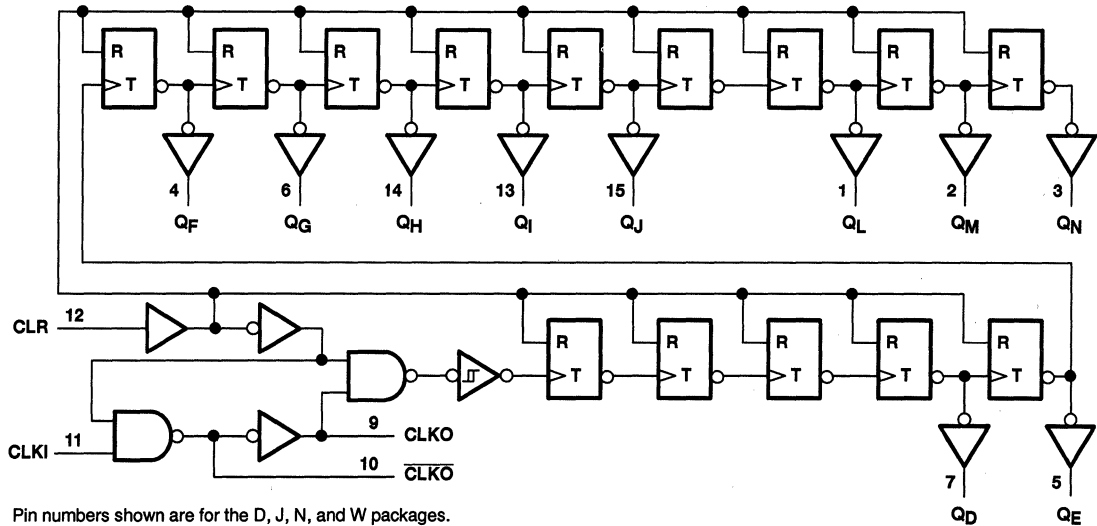 R R R R R R R R R
T T T T T T T T T
4 6 14 13 15 1 2 3
QF QG QH QI QJ QL QM QN
12
CLR
R R R R R
T T T T T
9
CLKO
11
CLKI
10
CLKO
7 5
QD QE
Pin numbers shown are for the D, J, N, and W packages.